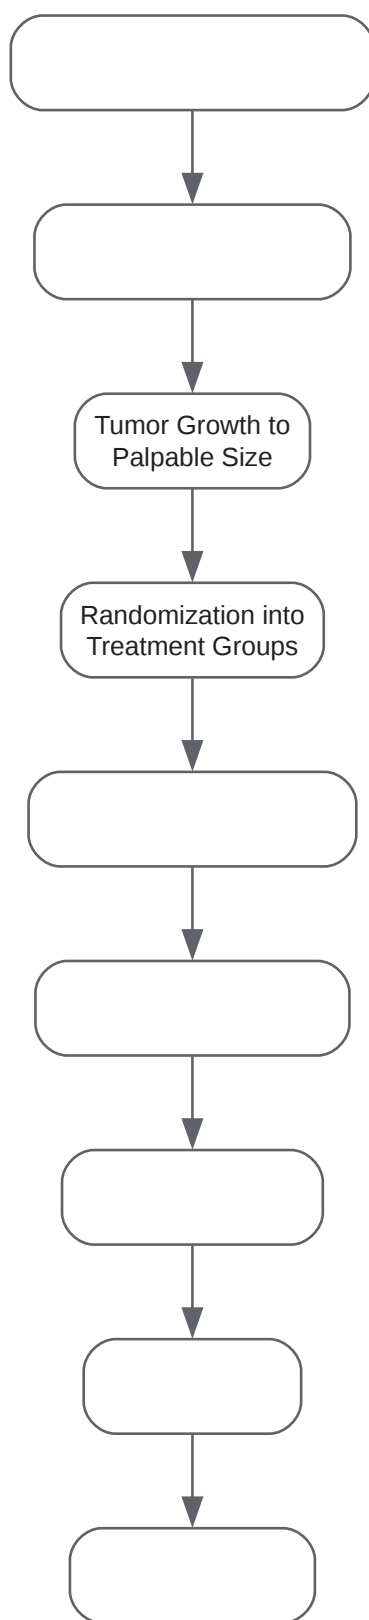 Tumor Growth to
Palpable Size
Randomization into
Treatment Groups